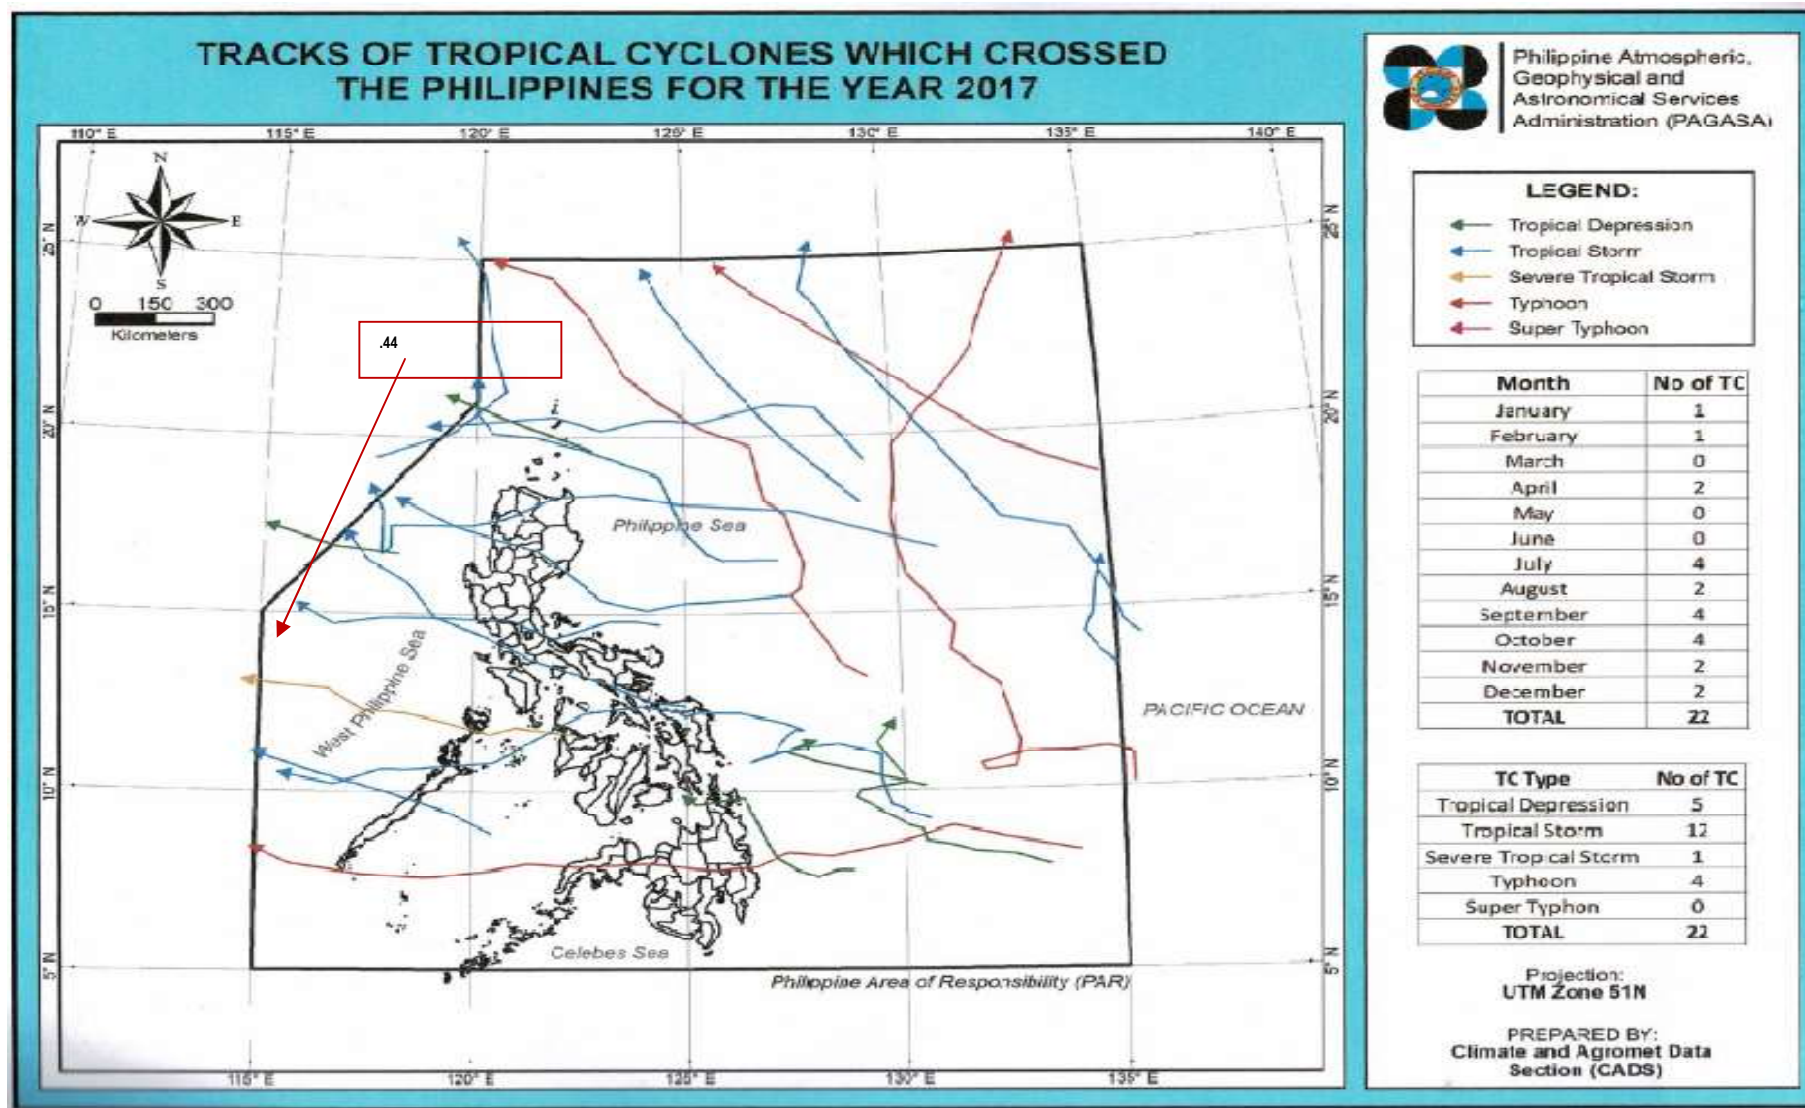 TRACKS OF TROPICAL CYCLONES WHICH CROSSED
THE PHILIPPINES FOR THE YEAR 2017
110° E 115° E 120° E 125° E 130° E 135° E 140° E
N
W E
S
0 150 300
Kilometers
.44
25° N 25° N
20° N 20° N
15° N 15° N
10° N 10° N
5° N 5° N
Philippine Sea
West Philippine Sea
PACIFIC OCEAN
Celebes Sea
Philippine Area of Responsibility (PAR)
115° E 120° E 125° E 130° E 135° E
Philippine Atmospheric,
Geophysical and
Astronomical Services
Administration (PAGASA)
LEGEND:
Tropical Depression
Tropical Storm
Severe Tropical Storm
Typhoon
Super Typhoon
Month No of TC
January 1
February 1
March 0
April 2
May 0
June 0
July 4
August 2
September 4
October 4
November 2
December 2
TOTAL 22
TC Type No of TC
Tropical Depression 5
Tropical Storm 12
Severe Tropical Storm 1
Typhoon 4
Super Typhon 0
TOTAL 22
Projection:
UTM Zone 51N
PREPARED BY:
Climate and Agromet Data
Section (CADS)